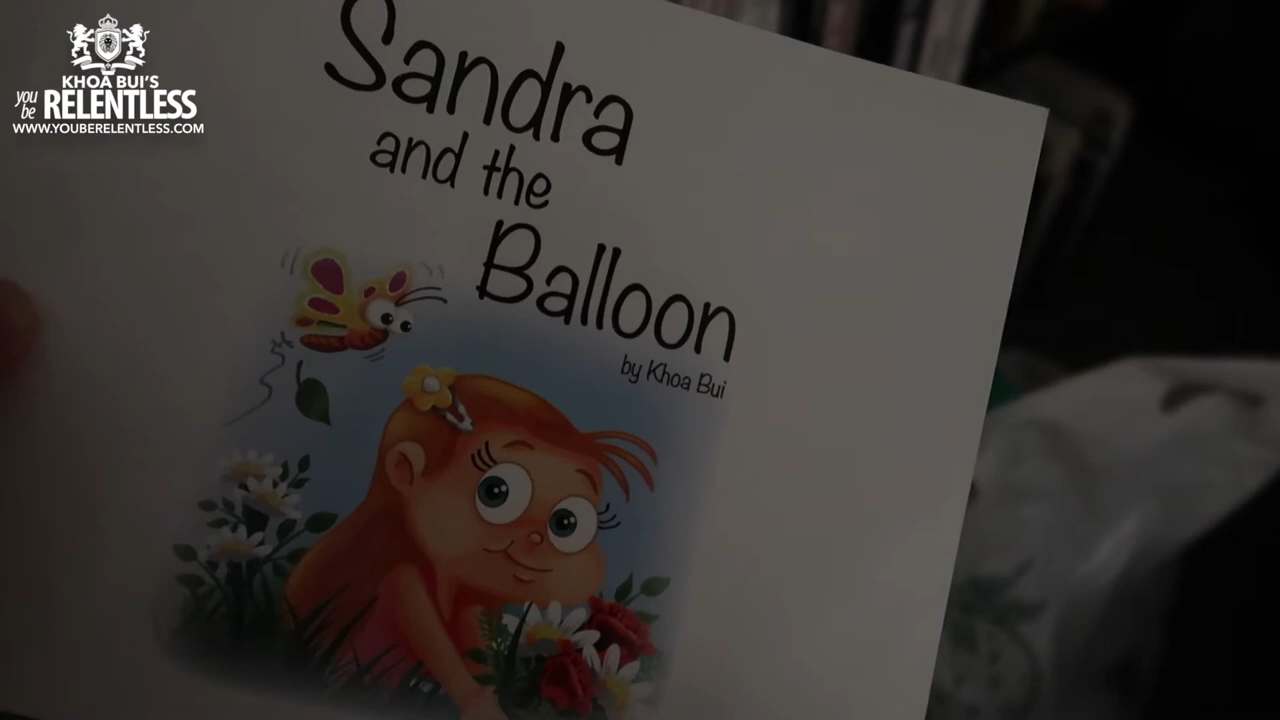 KHOA BUI'S
you be RELENTLESS
WWW.YOUBERELENTLESS.COM
Sandra
and the
Balloon
by Khoa Bui